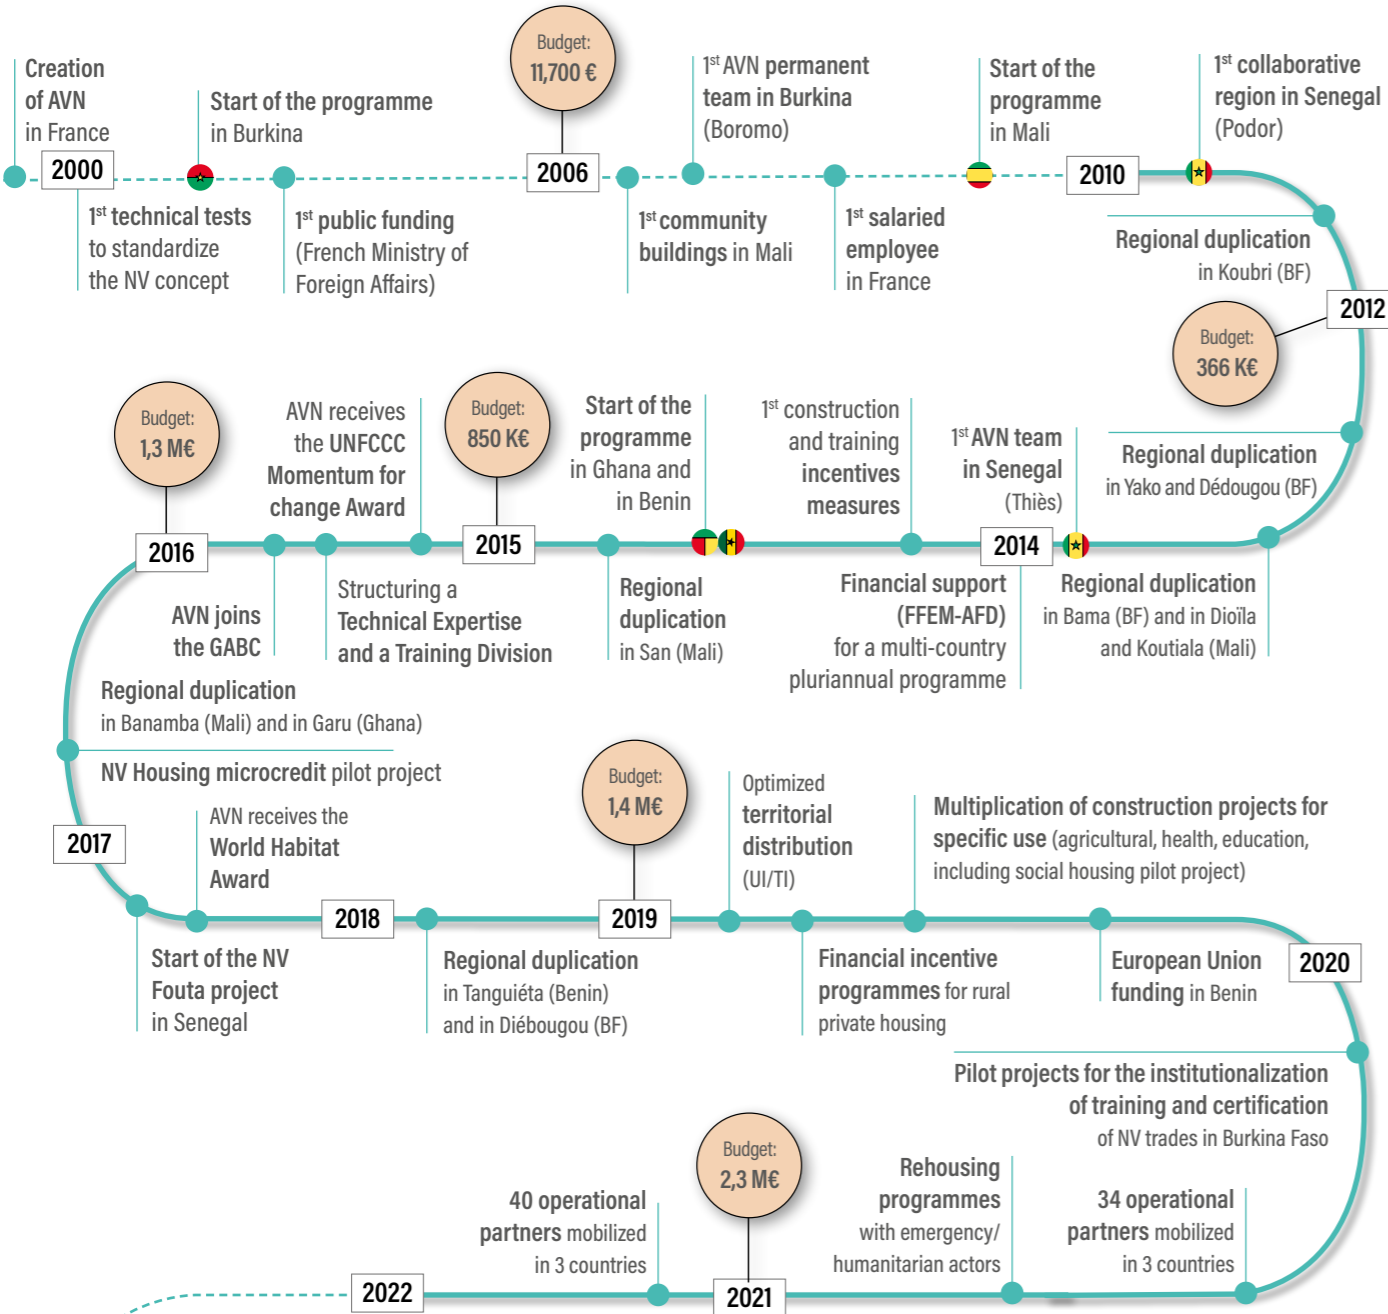 Creation
of AVN
in France
2000
1st technical tests
to standardize
the NV concept
Start of the programme
in Burkina
1st public funding
(French Ministry of
Foreign Affairs)
Budget:
11,700 €
2006
1st community
buildings in Mali
1st AVN permanent
team in Burkina
(Boromo)
1st salaried
employee
in France
Start of the
programme
in Mali
2010
1st collaborative
region in Senegal
(Podor)
Regional duplication
in Koubri (BF)
2012
Budget:
366 K€
Regional duplication
in Yako and Dédougou (BF)
Regional duplication
in Bama (BF) and in Dioïla
and Koutiala (Mali)
1st AVN team
in Senegal
(Thiès)
2014
Financial support
(FFEM-AFD)
for a multi-country
pluriannual programme
1st construction
and training
incentives
measures
Start of the
programme
in Ghana and
in Benin
Regional
duplication
in San (Mali)
Budget:
850 K€
2015
AVN receives
the UNFCCC
Momentum for
change Award
Structuring a
Technical Expertise
and a Training Division
AVN joins
the GABC
Budget:
1,3 M€
2016
Regional duplication
in Banamba (Mali) and in Garu (Ghana)
NV Housing microcredit pilot project
2017
Start of the NV
Fouta project
in Senegal
AVN receives the
World Habitat
Award
2018
Regional duplication
in Tanguiéta (Benin)
and in Diébougou (BF)
Budget:
1,4 M€
2019
Optimized
territorial
distribution
(UI/TI)
Financial incentive
programmes for rural
private housing
Multiplication of construction projects for
specific use (agricultural, health, education,
including social housing pilot project)
European Union
funding in Benin
2020
Pilot projects for the institutionalization
of training and certification
of NV trades in Burkina Faso
34 operational
partners mobilized
in 3 countries
Rehousing
programmes
with emergency/
humanitarian actors
Budget:
2,3 M€
2021
40 operational
partners mobilized
in 3 countries
2022